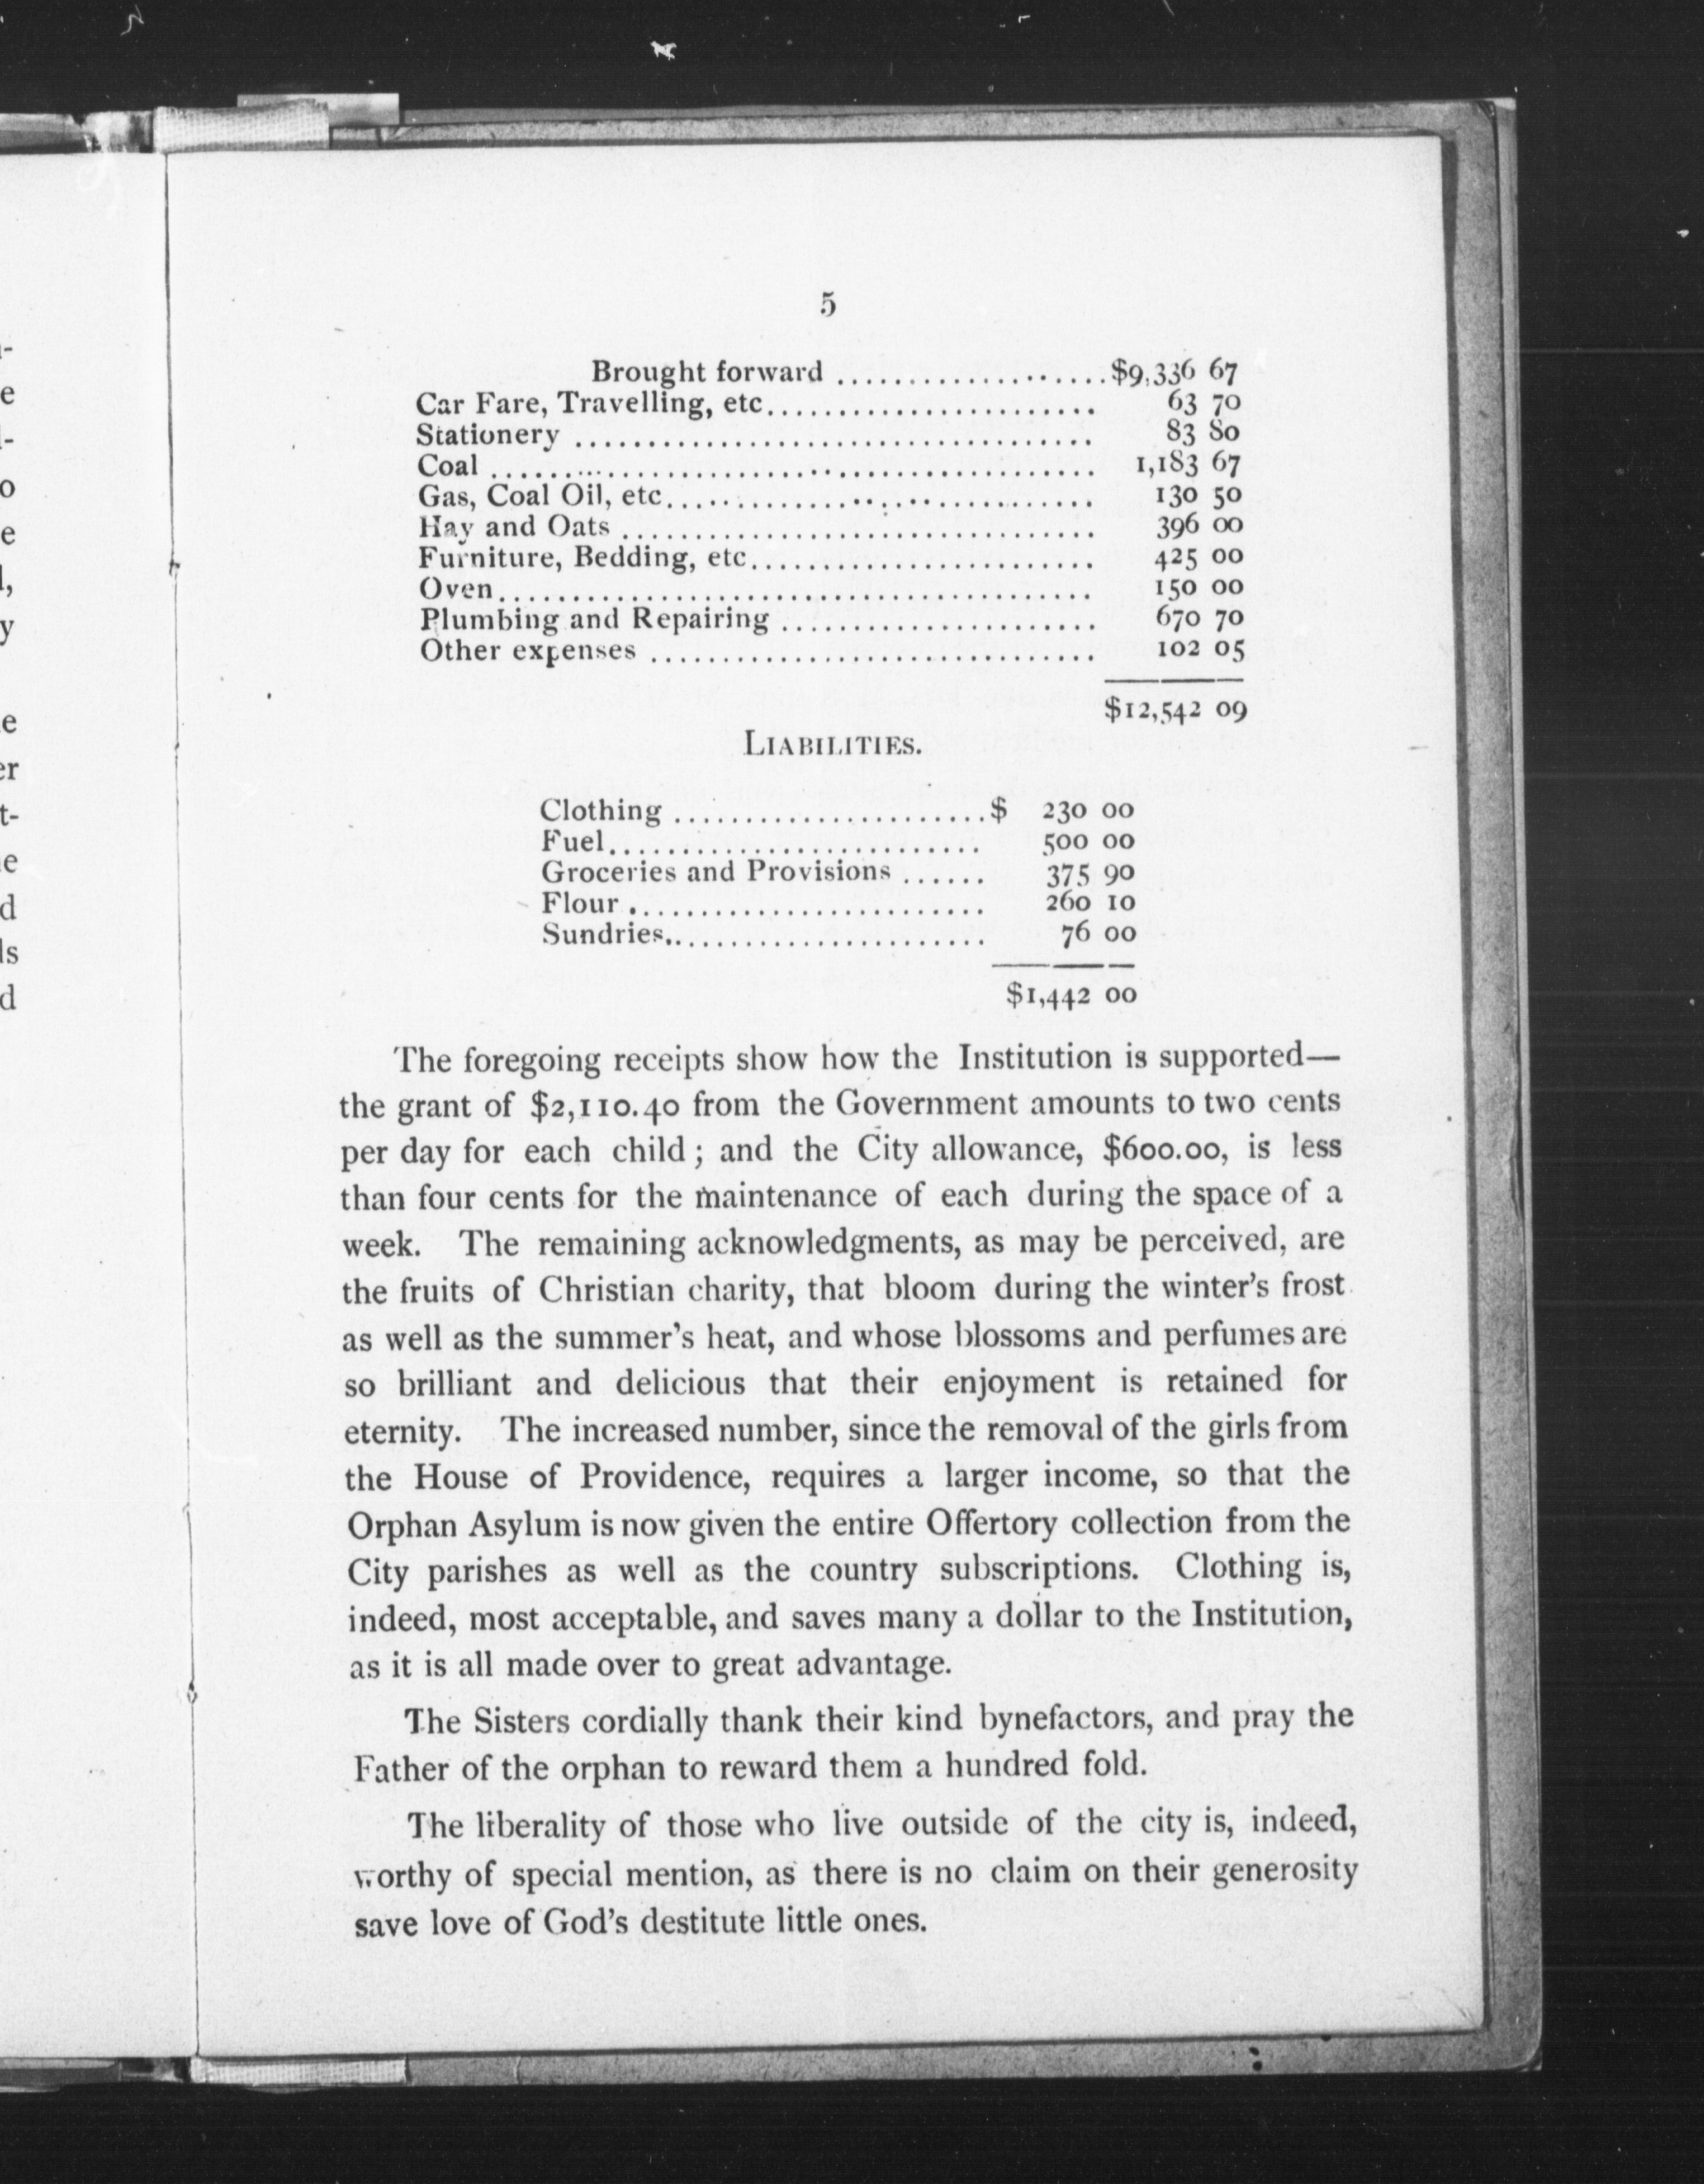 5
Brought forward ................... $9,336 67
Car Fare, Travelling, etc....................... 63 70
Stationery .................................... 83 80
Coal .......................................... 1,183 67
Gas, Coal Oil, etc.............................. 130 50
Hay and Oats ................................. 396 00
Furniture, Bedding, etc........................ 425 00
Oven......................................... 150 00
Plumbing and Repairing ...................... 670 70
Other expenses ............................... 102 05
$12,542 09
LIABILITIES.
Clothing ...................... $ 230 00
Fuel.......................... 500 00
Groceries and Provisions ...... 375 90
Flour ......................... 260 10
Sundries....................... 76 00
$1,442 00
The foregoing receipts show how the Institution is supported—
the grant of $2,110.40 from the Government amounts to two cents
per day for each child; and the City allowance, $600.00, is less
than four cents for the maintenance of each during the space of a
week. The remaining acknowledgments, as may be perceived, are
the fruits of Christian charity, that bloom during the winter's frost
as well as the summer's heat, and whose blossoms and perfumes are
so brilliant and delicious that their enjoyment is retained for
eternity. The increased number, since the removal of the girls from
the House of Providence, requires a larger income, so that the
Orphan Asylum is now given the entire Offertory collection from the
City parishes as well as the country subscriptions. Clothing is,
indeed, most acceptable, and saves many a dollar to the Institution,
as it is all made over to great advantage.
The Sisters cordially thank their kind bynefactors, and pray the
Father of the orphan to reward them a hundred fold.
The liberality of those who live outside of the city is, indeed,
worthy of special mention, as there is no claim on their generosity
save love of God's destitute little ones.